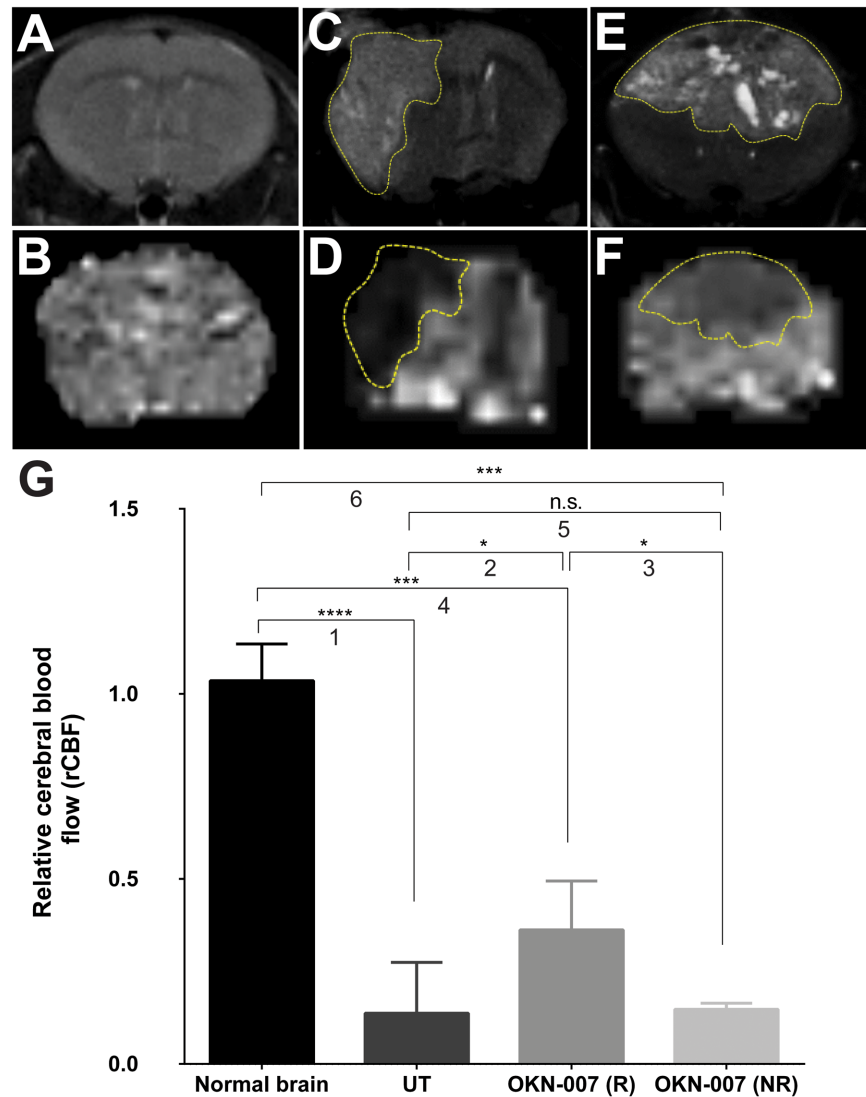 A
C
E
B
D
F
G
***
6
n.s.
5
*
2
*
3
***
4
****
1
1.5
1.0
0.5
0.0
Relative cerebral blood
flow (rCBF)
Normal brain
UT
OKN-007 (R)
OKN-007 (NR)